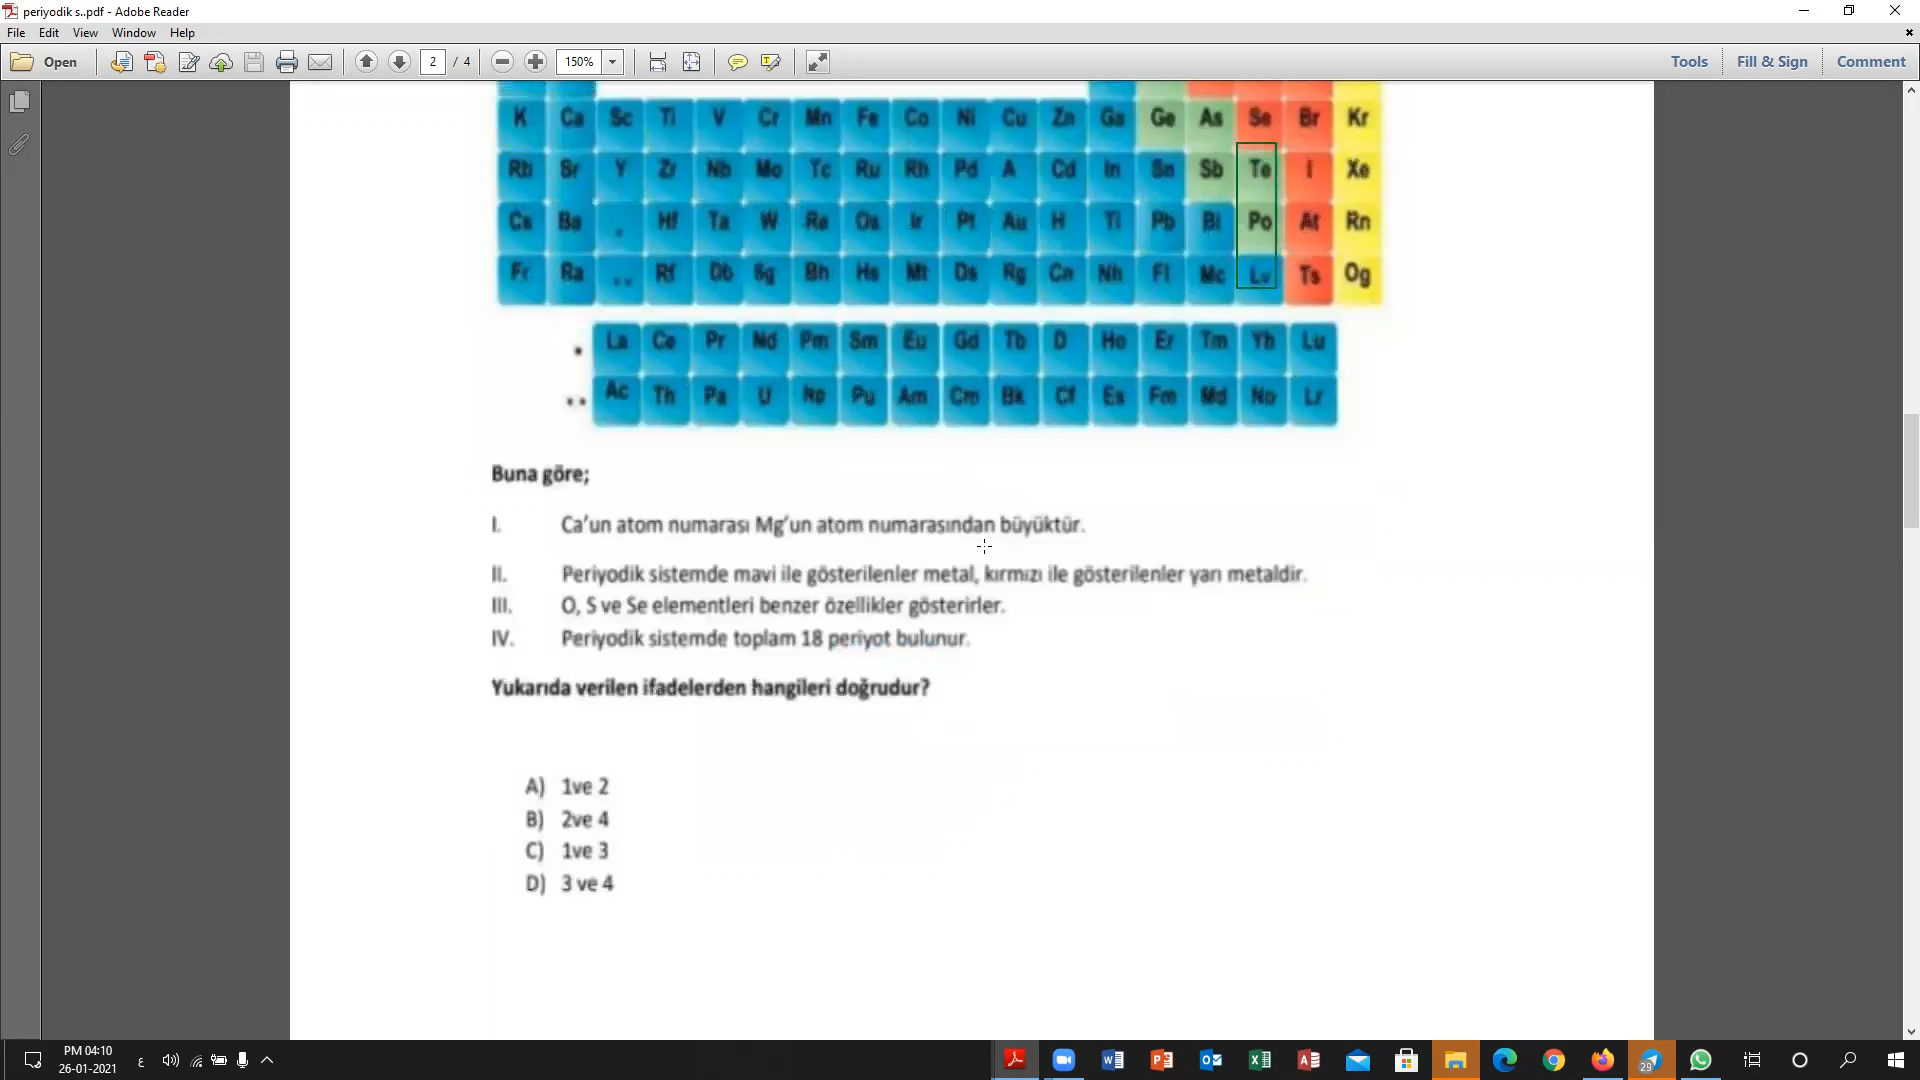 periyodik s..pdf - Adobe Reader
File Edit View Window Help
Open 2 / 4 150% Tools Fill & Sign Comment
K Ca Sc Ti V Cr Mn Fe Co Ni Cu Zn Ga Ge As Se Br Kr
Rb Sr Y Zr Nb Mo Tc Ru Rh Pd A Cd In Sn Sb Te I Xe
Cs Ba . Hf Ta W Re Os Ir Pt Au H Ti Pb Bi Po At Rn
Fr Ra .. Rf Db Bh Hs Mt Ds Rg Cn Nh Fl Mc Lv Ts Og
• La Ce Pr Nd Pm Sm Eu Gd Tb D Ho Er Tm Yb Lu
•• Ac Th Pa U Np Pu Am Cm Bk Cf Es Fm Md No Lr
Buna göre;
I. Ca'un atom numarası Mg'un atom numarasından büyüktür.
II. Periyodik sistemde mavi ile gösterilenler metal, kırmızı ile gösterilenler yarı metaldir.
III. O, S ve Se elementleri benzer özellikler gösterirler.
IV. Periyodik sistemde toplam 18 periyot bulunur.
Yukarıda verilen ifadelerden hangileri doğrudur?
A) 1ve 2
B) 2ve 4
C) 1ve 3
D) 3 ve 4
PM 04:10
26-01-2021
ع
29